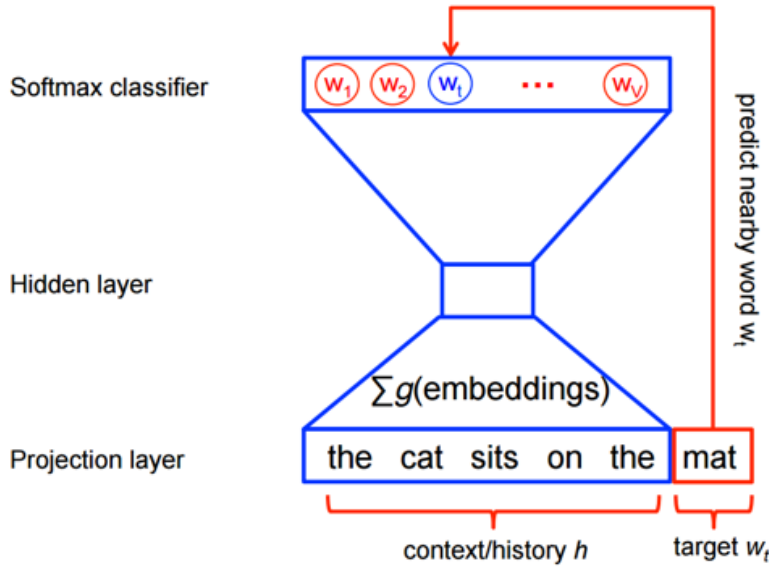 Softmax classifier
w1 w2 wt ... wV
predict nearby word wt
Hidden layer
∑g(embeddings)
Projection layer
the cat sits on the mat
context/history h
target wt